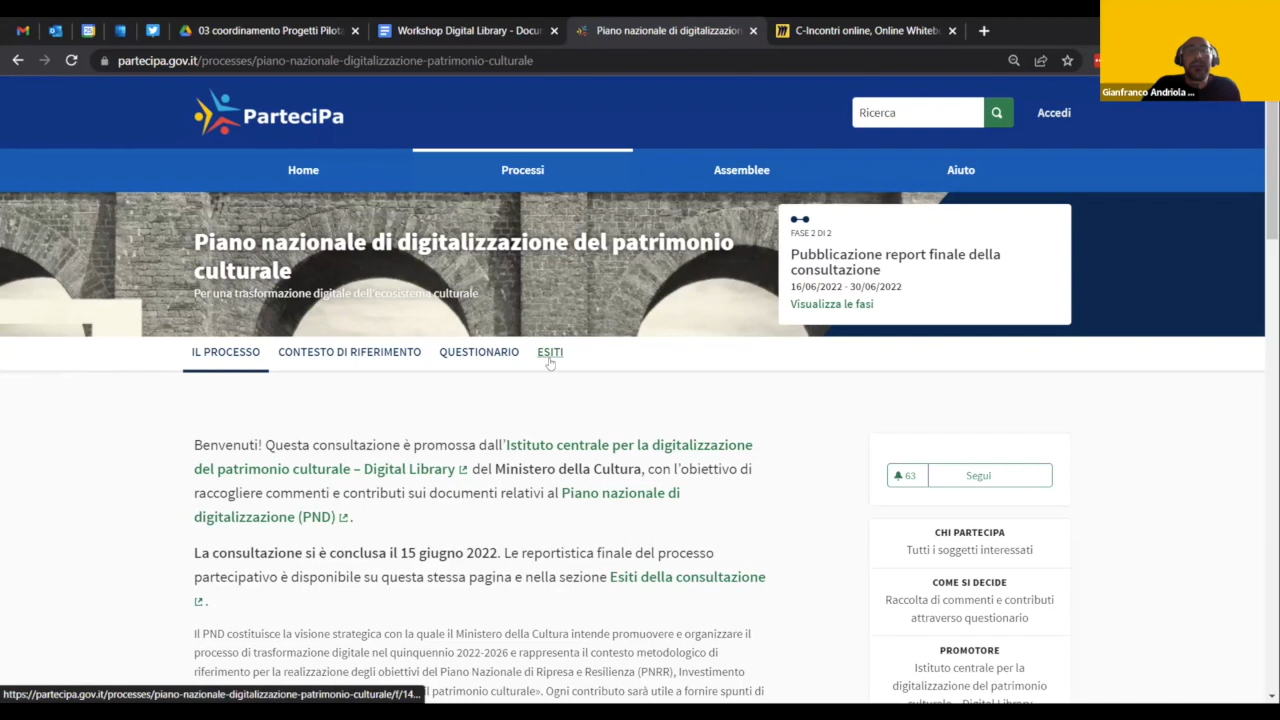 03 coordinamento Progetti Pilota
Workshop Digital Library - Docu
Piano nazionale di digitalizzazion
C-Incontri online, Online Whiteb
partecipa.gov.it/processes/piano-nazionale-digitalizzazione-patrimonio-culturale
Gianfranco Andriola ...
ParteciPa
Ricerca
Accedi
Home
Processi
Assemblee
Aiuto
Piano nazionale di digitalizzazione del patrimonio
culturale
Per una trasformazione digitale dell'ecosistema culturale
FASE 2 DI 2
Pubblicazione report finale della
consultazione
16/06/2022 - 30/06/2022
Visualizza le fasi
IL PROCESSO
CONTESTO DI RIFERIMENTO
QUESTIONARIO
ESITI
Benvenuti! Questa consultazione è promossa dall'Istituto centrale per la digitalizzazione
del patrimonio culturale – Digital Library del Ministero della Cultura, con l'obiettivo di
raccogliere commenti e contributi sui documenti relativi al Piano nazionale di
digitalizzazione (PND) .
La consultazione si è conclusa il 15 giugno 2022. Le reportistica finale del processo
partecipativo è disponibile su questa stessa pagina e nella sezione Esiti della consultazione
.
Il PND costituisce la visione strategica con la quale il Ministero della Cultura intende promuovere e organizzare il
processo di trasformazione digitale nel quinquennio 2022-2026 e rappresenta il contesto metodologico di
riferimento per la realizzazione degli obiettivi del Piano Nazionale di Ripresa e Resilienza (PNRR), Investimento
il patrimonio culturale». Ogni contributo sarà utile a fornire spunti di
63
Segui
CHI PARTECIPA
Tutti i soggetti interessati
COME SI DECIDE
Raccolta di commenti e contributi
attraverso questionario
PROMOTORE
Istituto centrale per la
digitalizzazione del patrimonio
culturale - Digital Library
https://partecipa.gov.it/processes/piano-nazionale-digitalizzazione-patrimonio-culturale/f/14...